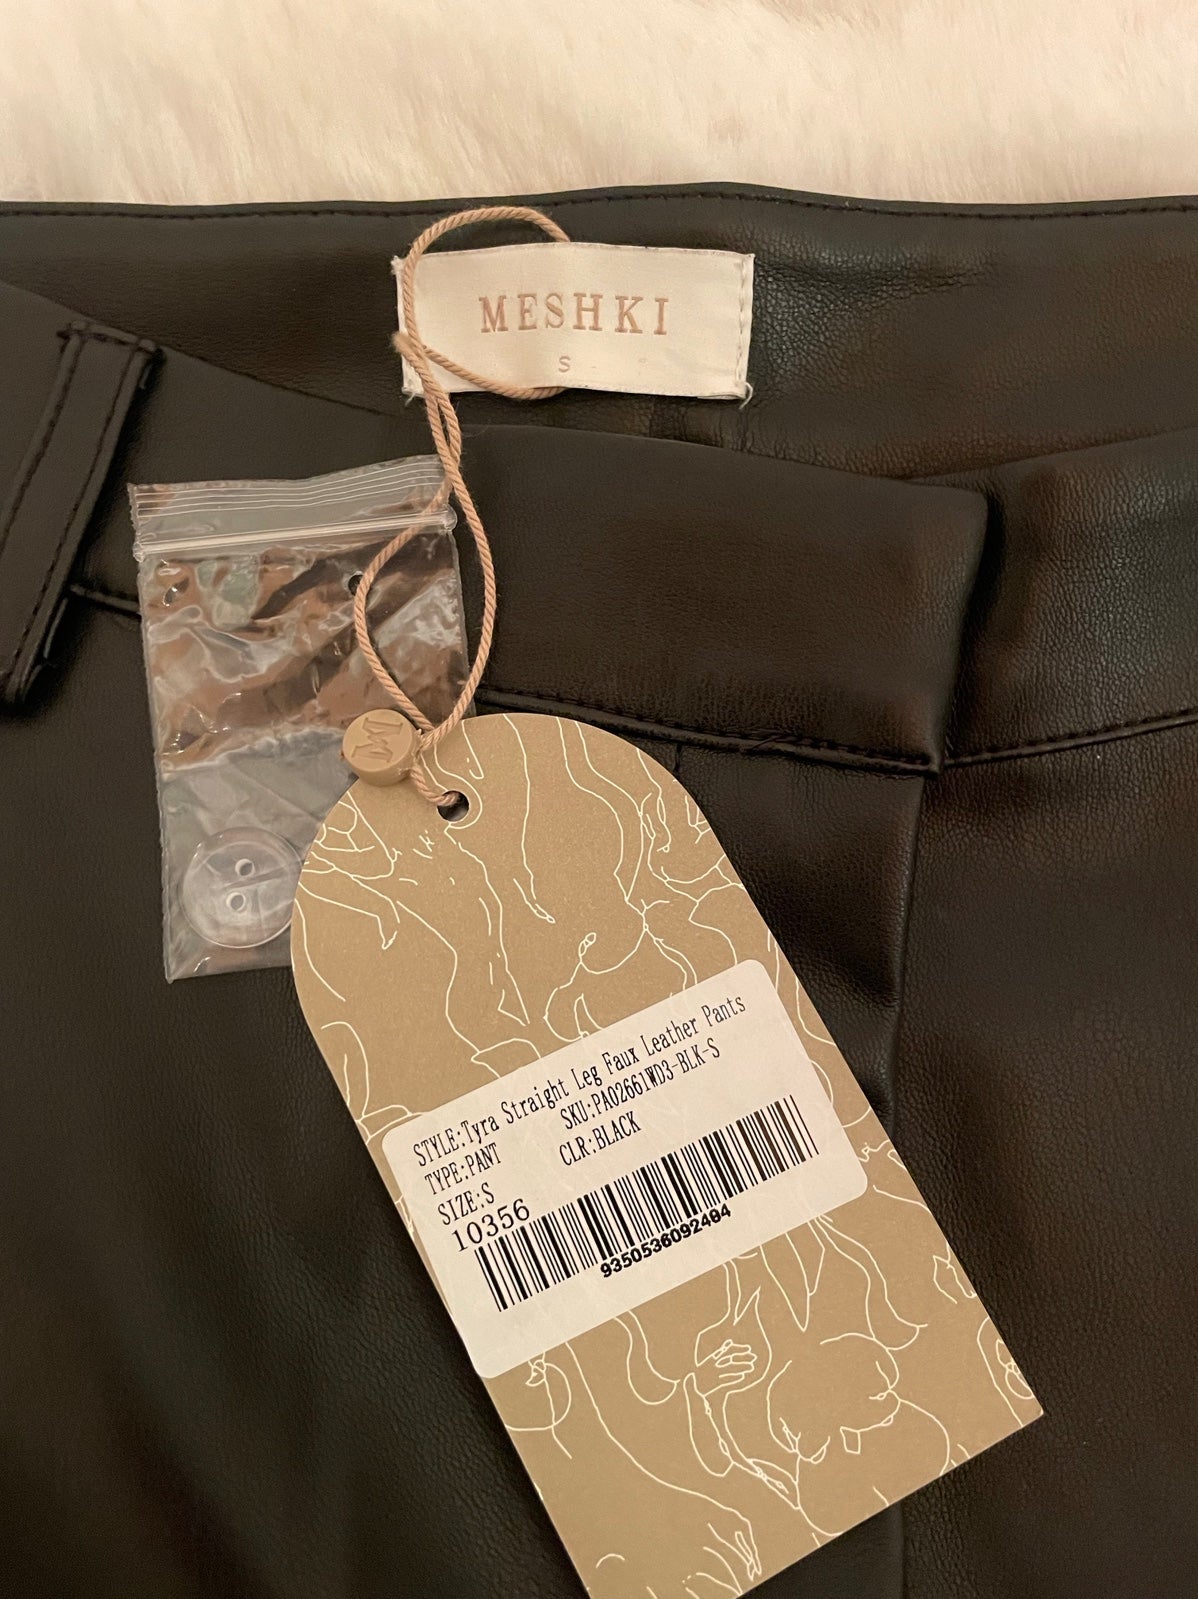 MESHKI
S
M
STYLE:Tyra Straight Leg Faux Leather Pants
TYPE:PANT SKU:PA02661WD3-BLK-S
SIZE:S CLR:BLACK
10356
9350536092484